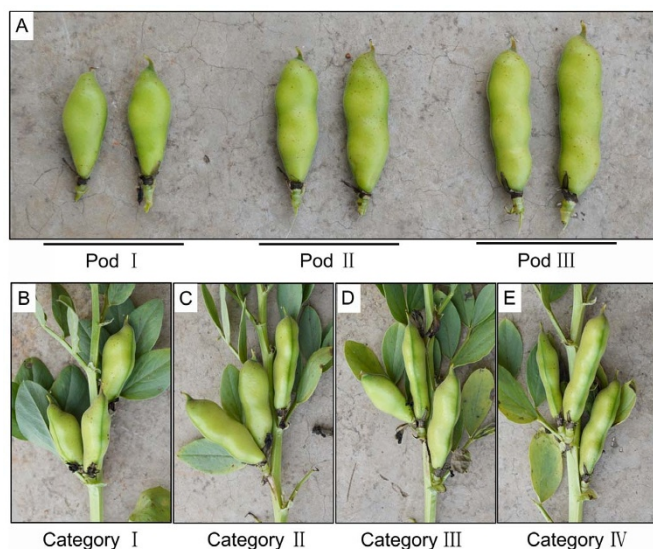 A
Pod Ⅰ
Pod Ⅱ
Pod Ⅲ
B
C
D
E
Category Ⅰ
Category Ⅱ
Category Ⅲ
Category Ⅳ